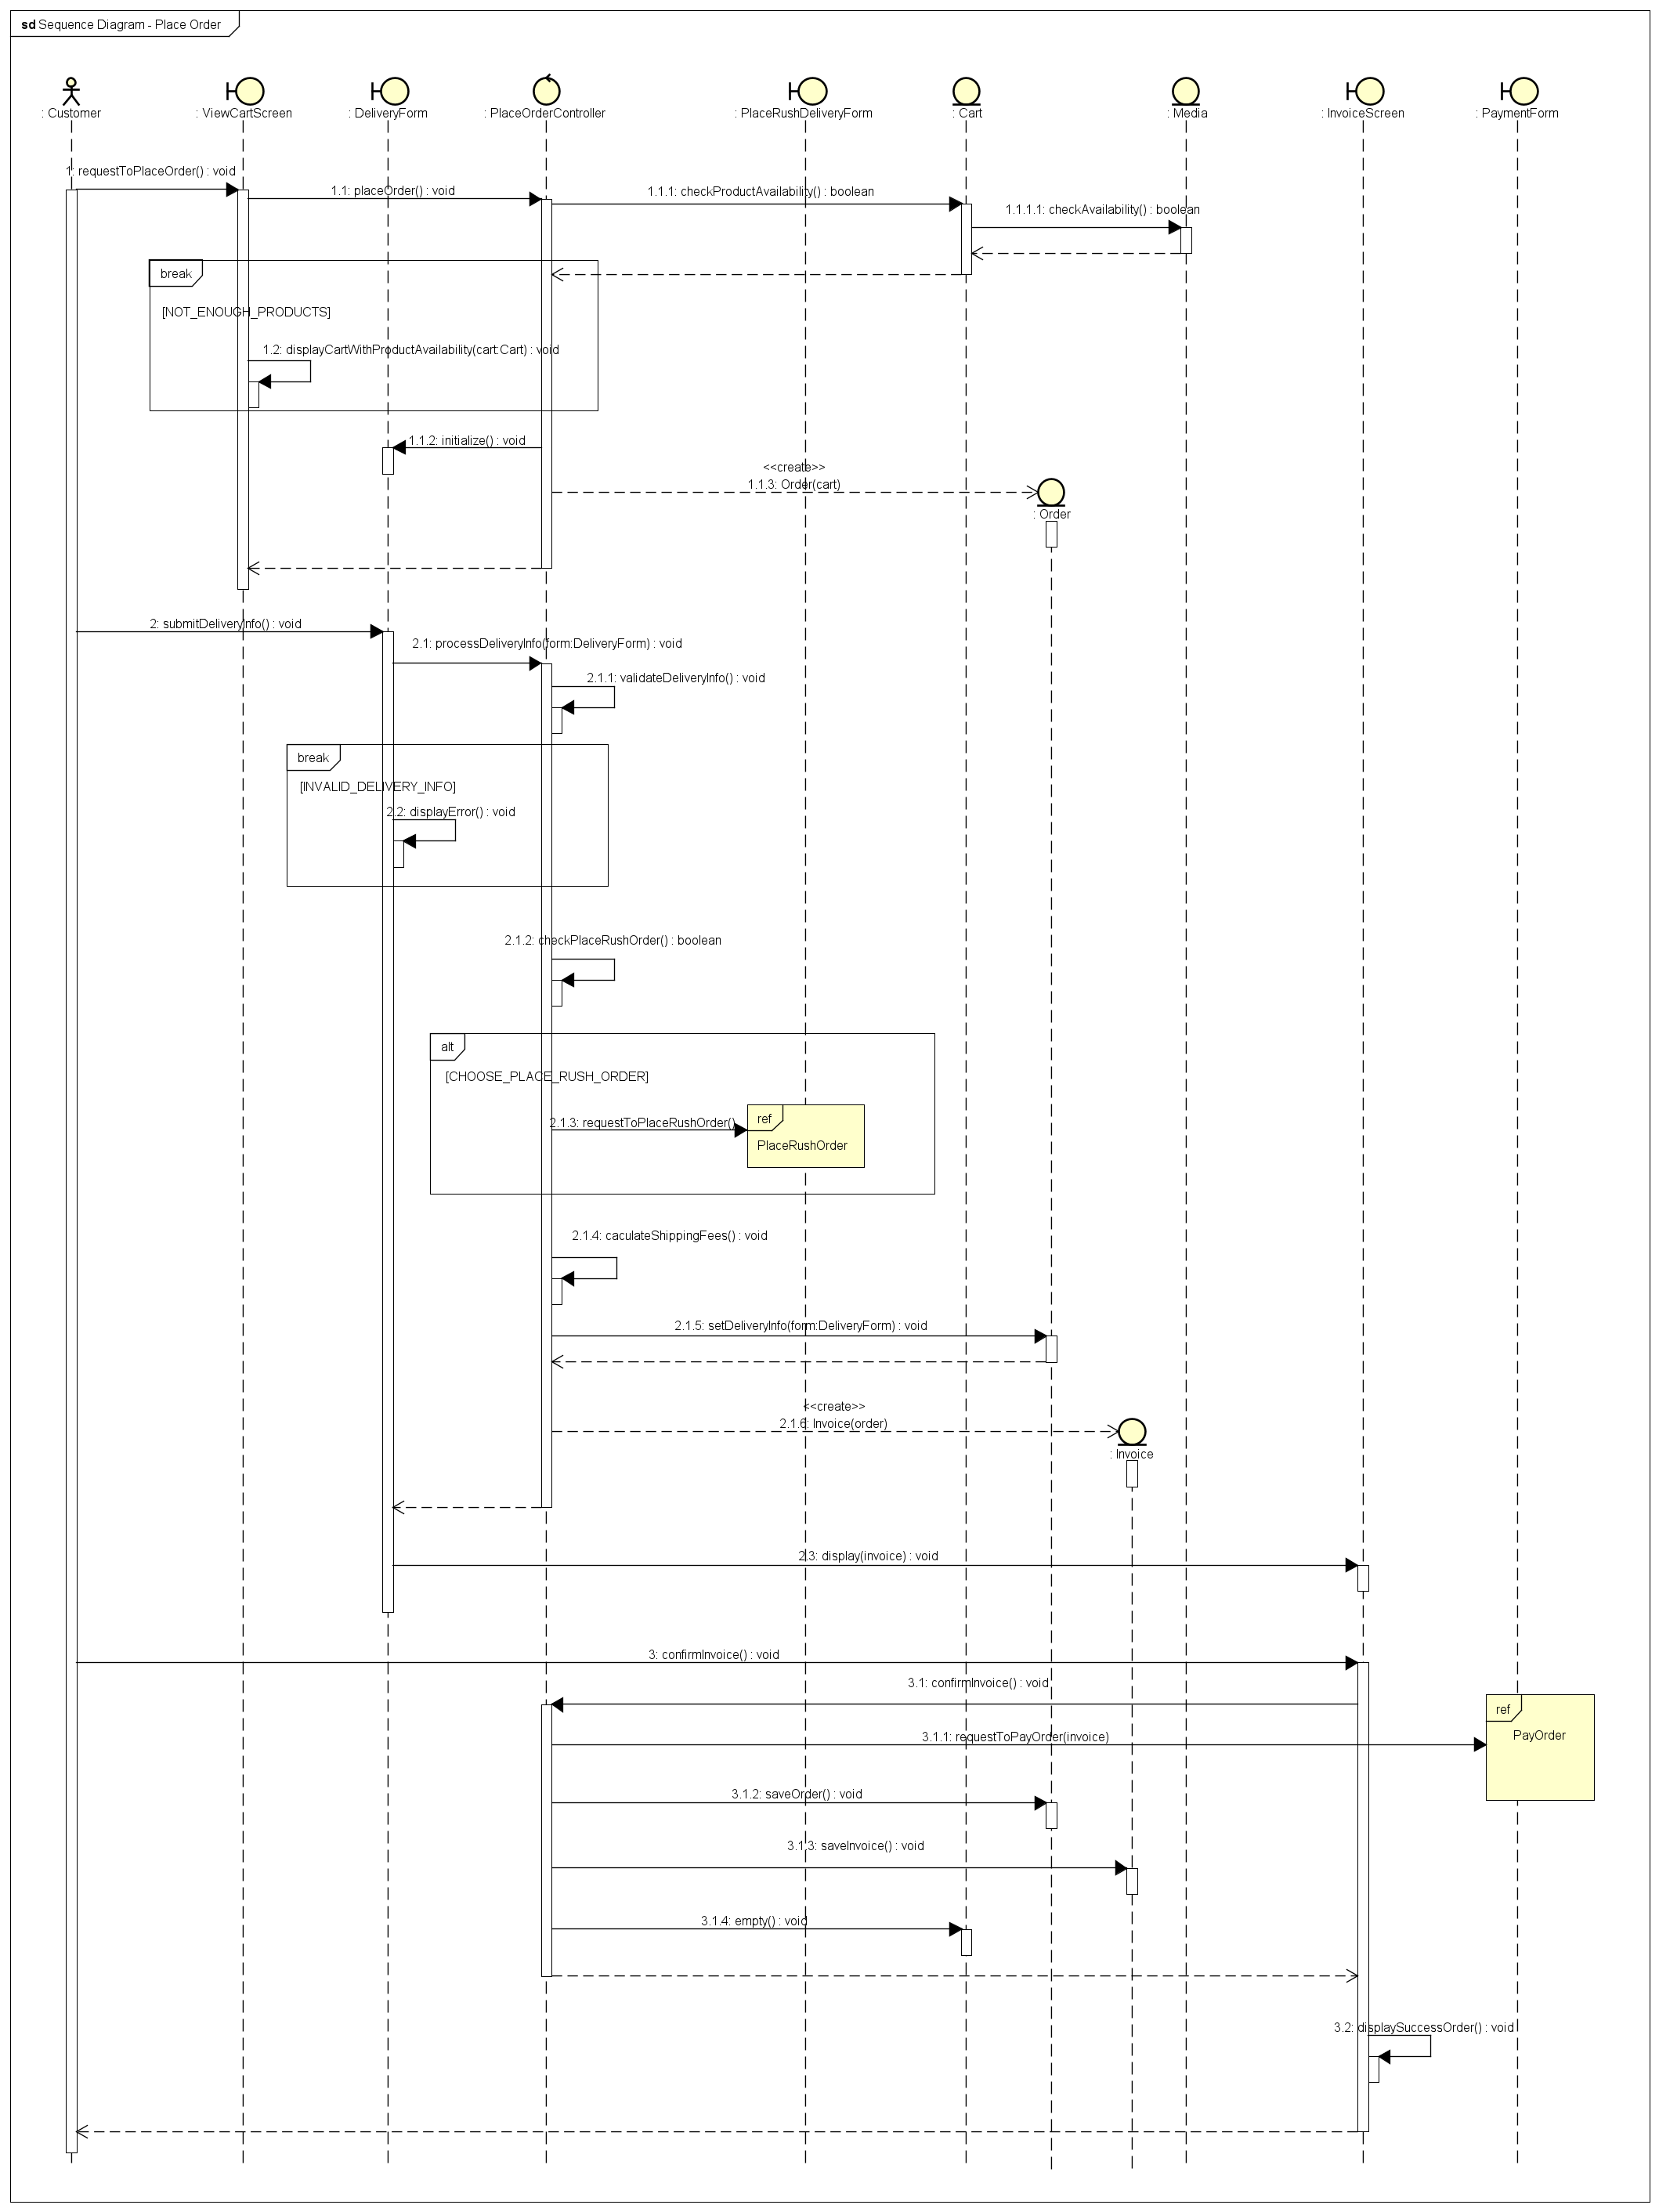 sd Sequence Diagram - Place Order
: Customer
: ViewCartScreen
: DeliveryForm
: PlaceOrderController
: PlaceRushDeliveryForm
: Cart
: Media
: InvoiceScreen
: PaymentForm
1: requestToPlaceOrder() : void
1.1: placeOrder() : void
1.1.1: checkProductAvailability() : boolean
1.1.1.1: checkAvailability() : boolean
break
[NOT_ENOUGH_PRODUCTS]
1.2: displayCartWithProductAvailability(cart:Cart) : void
1.1.2: initialize() : void
<<create>>
1.1.3: Order(cart)
: Order
2: submitDeliveryInfo() : void
2.1: processDeliveryInfo(form:DeliveryForm) : void
2.1.1: validateDeliveryInfo() : void
break
[INVALID_DELIVERY_INFO]
2.2: displayError() : void
2.1.2: checkPlaceRushOrder() : boolean
alt
[CHOOSE_PLACE_RUSH_ORDER]
2.1.3: requestToPlaceRushOrder()
ref
PlaceRushOrder
2.1.4: caculateShippingFees() : void
2.1.5: setDeliveryInfo(form:DeliveryForm) : void
<<create>>
2.1.6: Invoice(order)
: Invoice
2.3: display(invoice) : void
3: confirmInvoice() : void
3.1: confirmInvoice() : void
ref
PayOrder
3.1.1: requestToPayOrder(invoice)
3.1.2: saveOrder() : void
3.1.3: saveInvoice() : void
3.1.4: empty() : void
3.2: displaySuccessOrder() : void